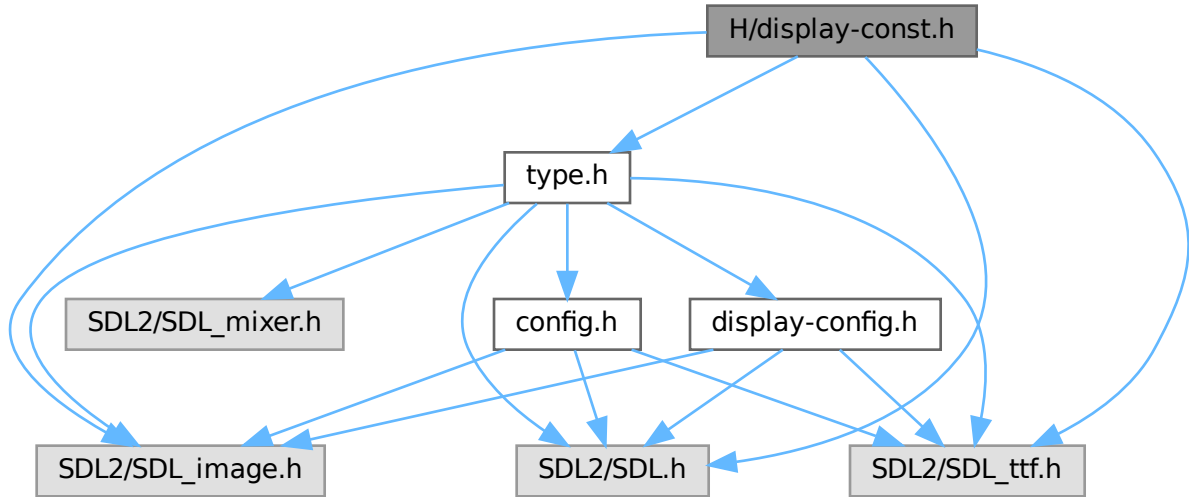 H/display-const.h
type.h
SDL2/SDL_mixer.h
config.h
display-config.h
SDL2/SDL_image.h
SDL2/SDL.h
SDL2/SDL_ttf.h